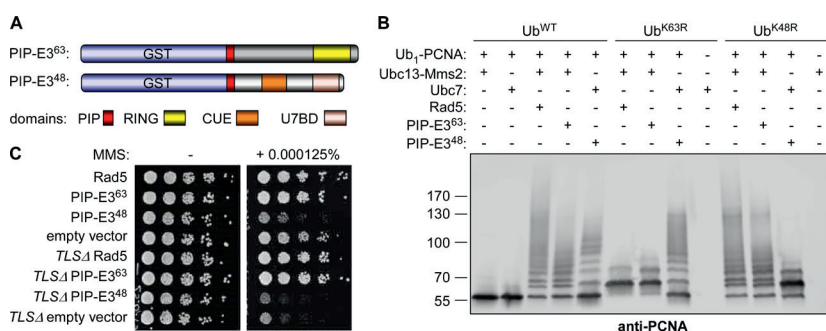 A
PIP-E3⁶³: GST
PIP-E3⁴⁸: GST
domains: PIP RING CUE U7BD
B
Ub^WT Ub^K63R Ub^K48R
Ub₁-PCNA: + + + + + + + + - + + + -
Ubc13-Mms2: + - + + - + + - - + + - +
Ubc7: - + - - + - - + + - - + -
Rad5: - - + - - + - - - + - - -
PIP-E3⁶³: - - - + - - + - - - + - -
PIP-E3⁴⁸: - - - - + - - + - - - + -
170
130
100
70
55
anti-PCNA
C
MMS: - + 0.000125%
Rad5
PIP-E3⁶³
PIP-E3⁴⁸
empty vector
TLSΔ Rad5
TLSΔ PIP-E3⁶³
TLSΔ PIP-E3⁴⁸
TLSΔ empty vector